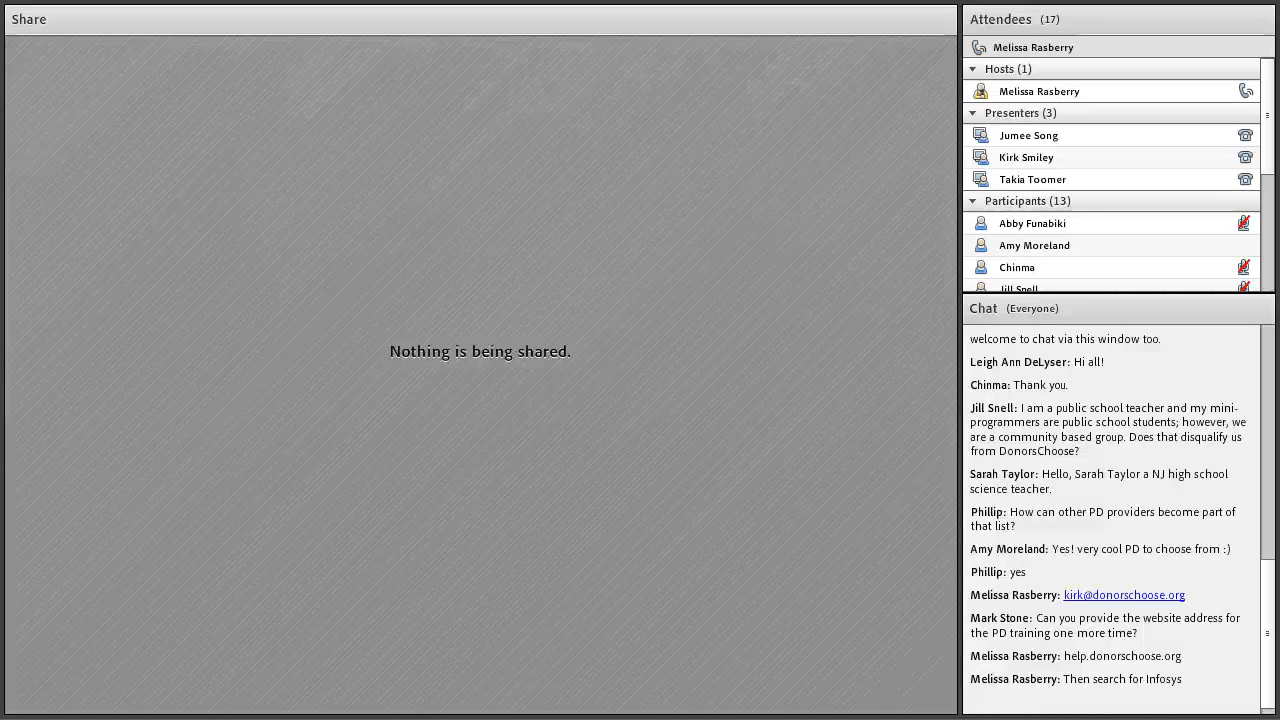 Share
Nothing is being shared.
Attendees (17)
Melissa Rasberry
Hosts (1)
Melissa Rasberry
Presenters (3)
Jumee Song
Kirk Smiley
Takia Toomer
Participants (13)
Abby Funabiki
Amy Moreland
Chinma
Jill Snell
Chat (Everyone)
welcome to chat via this window too.
Leigh Ann DeLyser: Hi all!
Chinma: Thank you.
Jill Snell: I am a public school teacher and my mini-
programmers are public school students; however, we
are a community based group. Does that disqualify us
from DonorsChoose?
Sarah Taylor: Hello, Sarah Taylor a NJ high school
science teacher.
Phillip: How can other PD providers become part of
that list?
Amy Moreland: Yes! very cool PD to choose from :)
Phillip: yes
Melissa Rasberry: kirk@donorschoose.org
Mark Stone: Can you provide the website address for
the PD training one more time?
Melissa Rasberry: help.donorschoose.org
Melissa Rasberry: Then search for Infosys